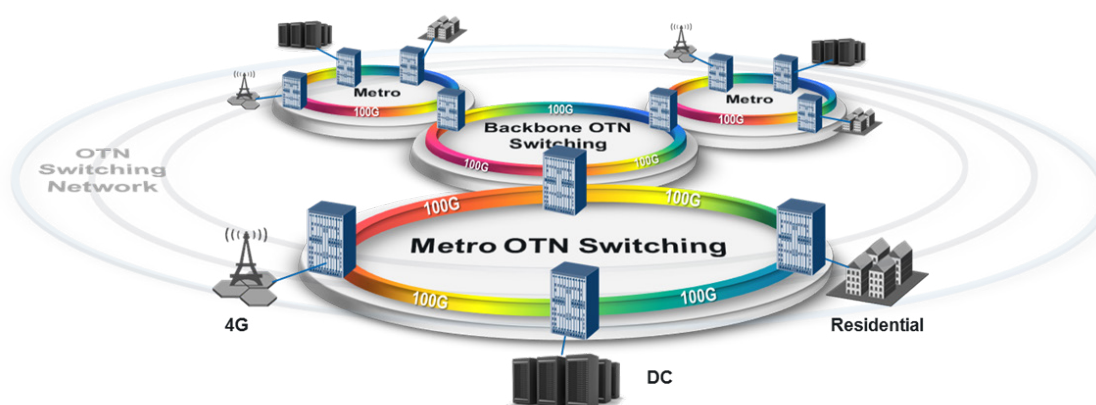 Metro
100G
Metro
100G
100G
Backbone OTN
Switching
100G
100G
OTN
Switching
Network
100G
100G
Metro OTN Switching
100G
100G
4G
Residential
DC